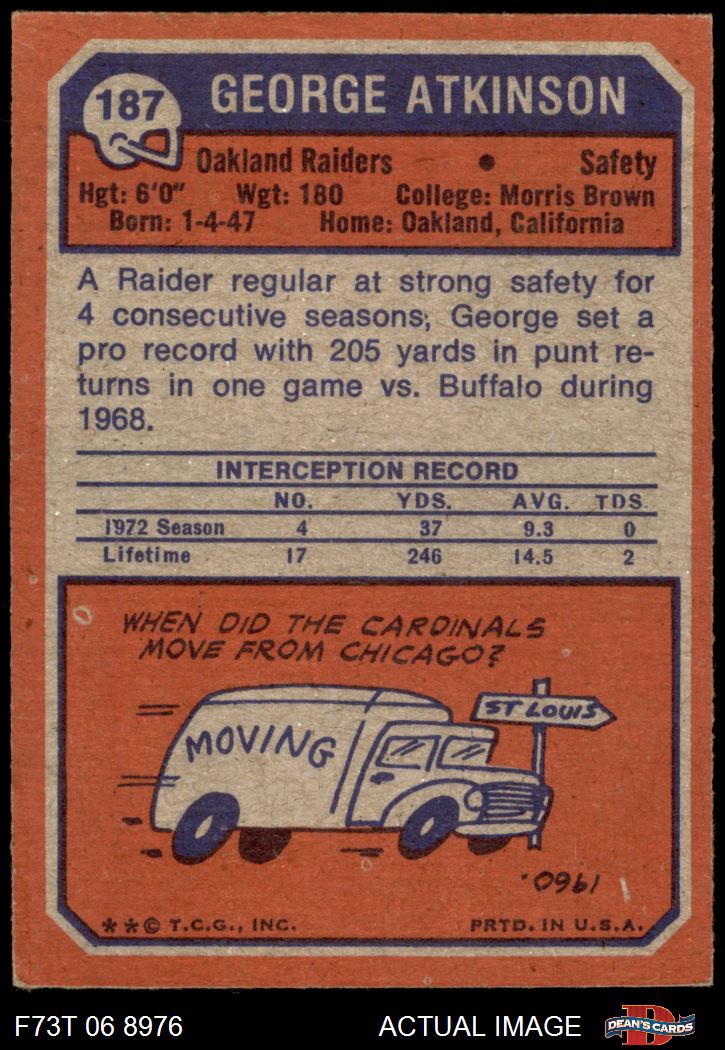 187
GEORGE ATKINSON
Oakland Raiders • Safety
Hgt: 6'0" Wgt: 180 College: Morris Brown
Born: 1-4-47 Home: Oakland, California
A Raider regular at strong safety for
4 consecutive seasons, George set a
pro record with 205 yards in punt re-
turns in one game vs. Buffalo during
1968.
INTERCEPTION RECORD
NO. YDS. AVG. TDS.
1972 Season 4 37 9.3 0
Lifetime 17 246 14.5 2
WHEN DID THE CARDINALS
MOVE FROM CHICAGO?
ST LOUIS
MOVING
1960.
**© T.C.G., INC. PRTD. IN U.S.A.
F73T 06 8976 ACTUAL IMAGE
D
DEAN'S CARDS